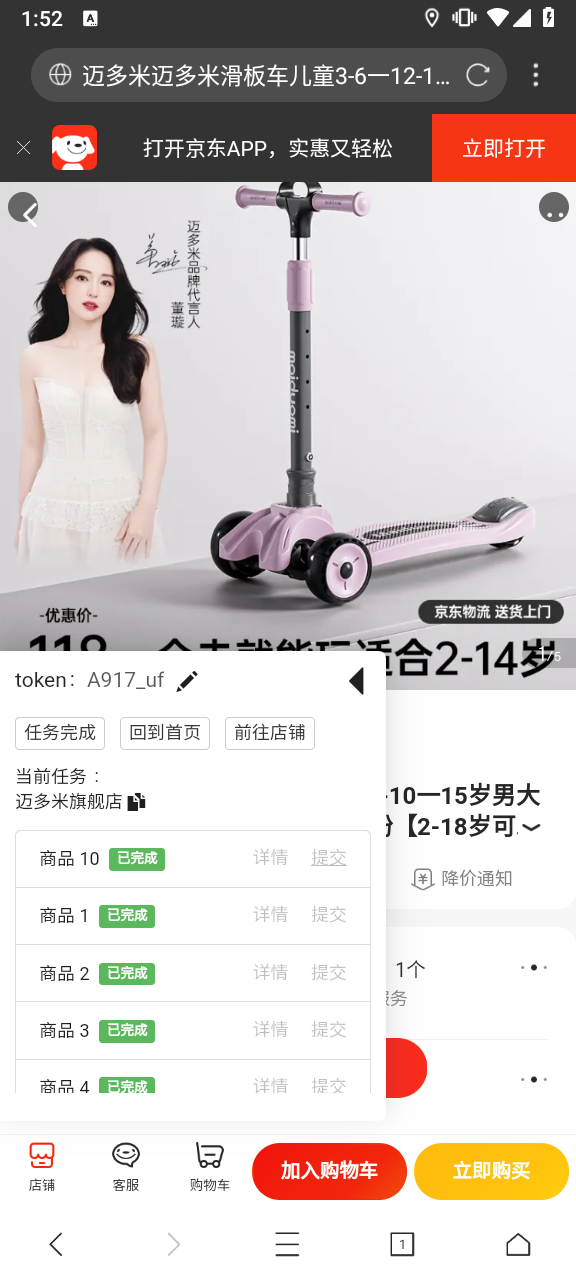 1:52
A
迈多米迈多米滑板车儿童3-6一12-1...
打开京东APP，实惠又轻松
立即打开
迈多米品牌代言人
董璇
maiduomi
-优惠价-
京东物流 送货上门
适合2-14岁
1/5
token： A917_uf
任务完成
回到首页
前往店铺
当前任务：
迈多米旗舰店
-10一15岁男大
【2-18岁可.
降价通知
商品 10 已完成 详情 提交
商品 1 已完成 详情 提交
商品 2 已完成 详情 提交
商品 3 已完成 详情 提交
商品 4 已完成 详情 提交
1个
服务
店铺
客服
购物车
加入购物车
立即购买
1